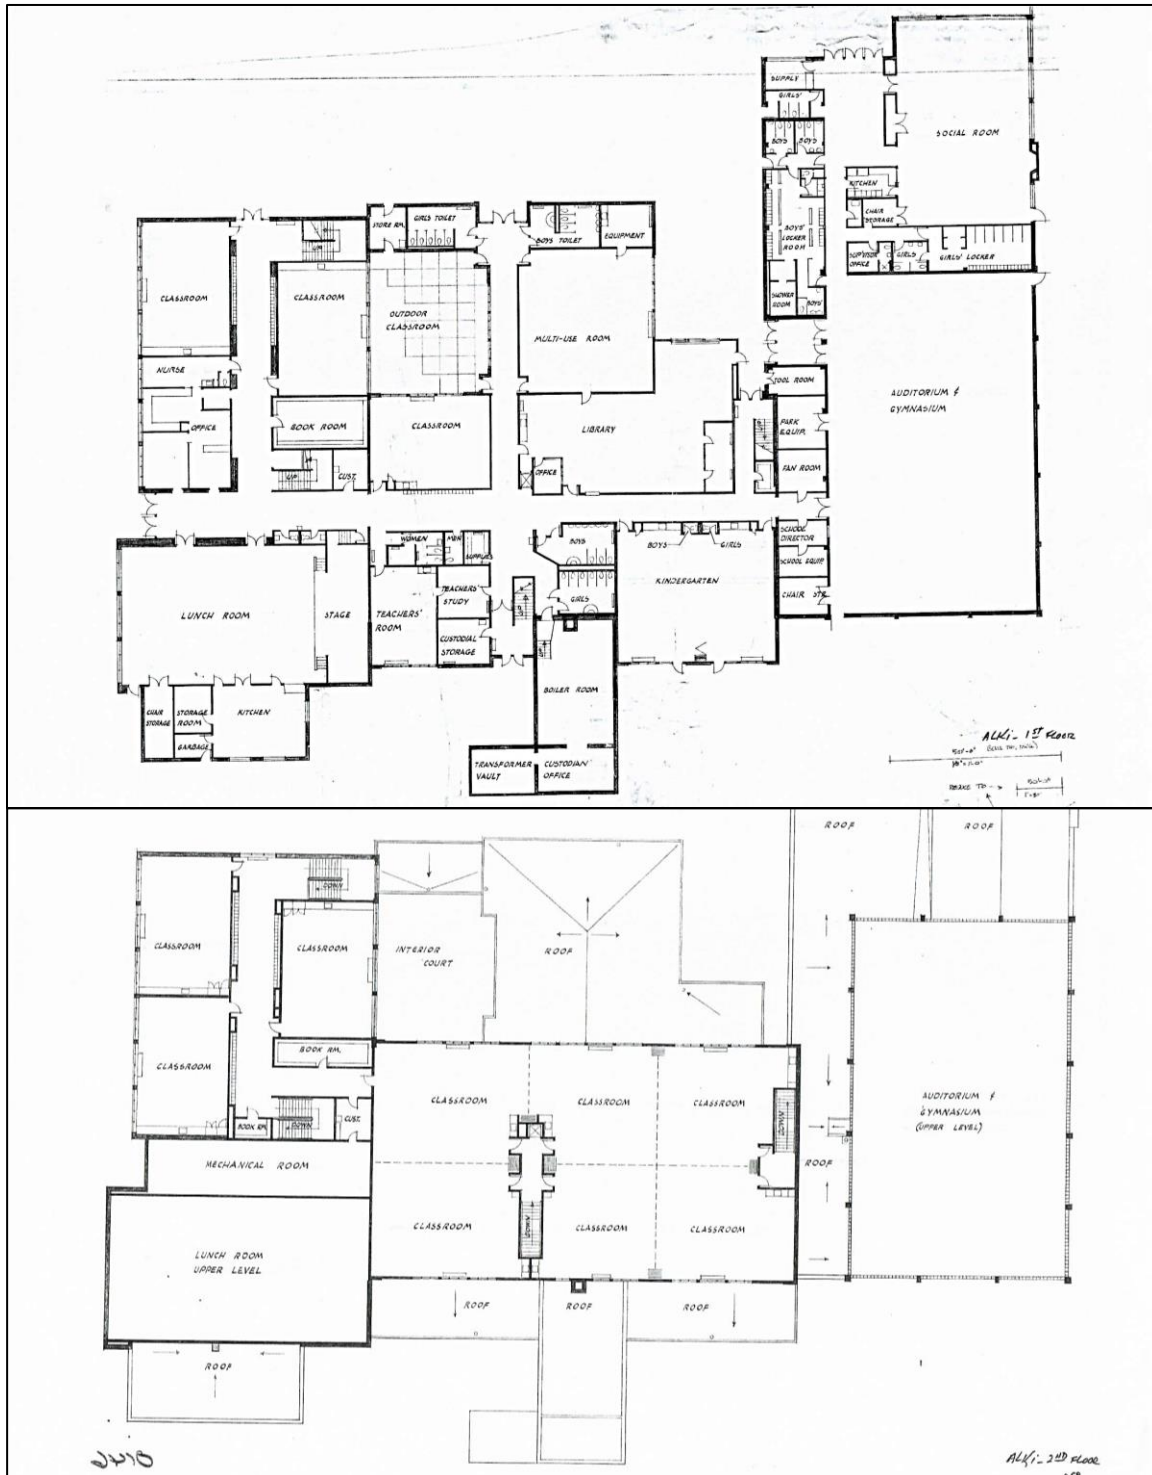 SUPPLY
GIRLS'
BOYS
BOYS
SOCIAL ROOM
KITCHEN
CHAIR
STORAGE
BOYS'
LOCKER
ROOM
OFFICE
GIRLS
GIRLS' LOCKER
SHOWER
ROOM
BOYS'
STORE RM.
GIRLS TOILET
BOYS TOILET
EQUIPMENT
CLASSROOM
CLASSROOM
OUTDOOR
CLASSROOM
MULTI-USE ROOM
NURSE
OFFICE
BOOK ROOM
CLASSROOM
LIBRARY
OFFICE
UP
CUST.
TOOL ROOM
PARK
EQUIP.
FAN ROOM
AUDITORIUM &
GYMNASIUM
SCHOOL
DIRECTOR
SCHOOL EQUIP.
CHAIR STR.
WOMEN
MEN
SUPPLIES
BOYS
GIRLS
BOYS
GIRLS
KINDERGARTEN
LUNCH ROOM
STAGE
TEACHERS'
ROOM
TEACHERS'
STUDY
CUSTODIAL
STORAGE
UP
BOILER ROOM
CHAIR
STORAGE
STORAGE
ROOM
KITCHEN
GARBAGE
TRANSFORMER
VAULT
CUSTODIAN
OFFICE
ALKI - 1ST FLOOR
ROOF
ROOF
DOWN
CLASSROOM
CLASSROOM
INTERIOR
COURT
ROOF
BOOK RM.
CLASSROOM
CLASSROOM
CLASSROOM
CLASSROOM
DOWN
AUDITORIUM &
GYMNASIUM
(UPPER LEVEL)
BOOK RM.
DOWN
CUST.
MECHANICAL ROOM
ROOF
CLASSROOM
DOWN
CLASSROOM
CLASSROOM
LUNCH ROOM
UPPER LEVEL
ROOF
ROOF
ROOF
ROOF
ALKI - 2ND FLOOR